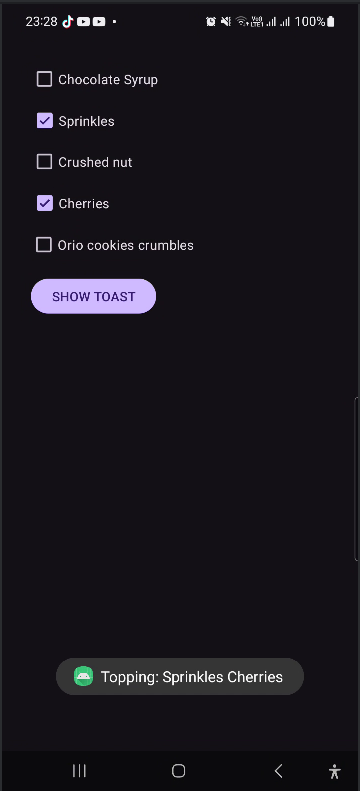 23:28
100%
Chocolate Syrup
Sprinkles
Crushed nut
Cherries
Orio cookies crumbles
SHOW TOAST
Topping: Sprinkles Cherries